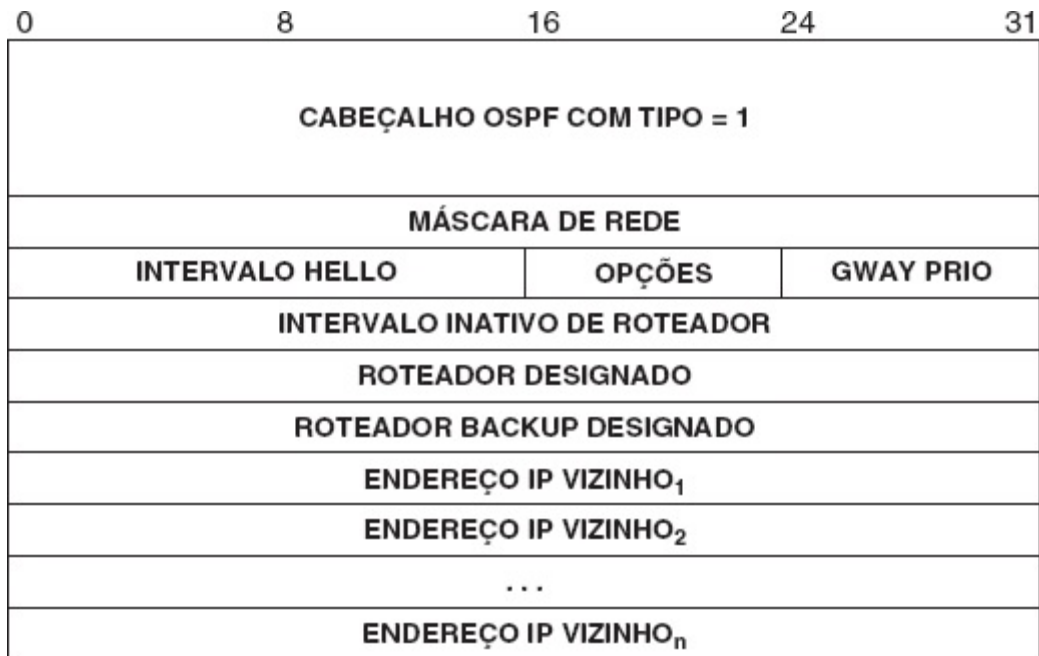 0 8 16 24 31
CABEÇALHO OSPF COM TIPO = 1
MÁSCARA DE REDE
INTERVALO HELLO OPÇÕES GWAY PRIO
INTERVALO INATIVO DE ROTEADOR
ROTEADOR DESIGNADO
ROTEADOR BACKUP DESIGNADO
ENDEREÇO IP VIZINHO₁
ENDEREÇO IP VIZINHO₂
. . .
ENDEREÇO IP VIZINHOₙ